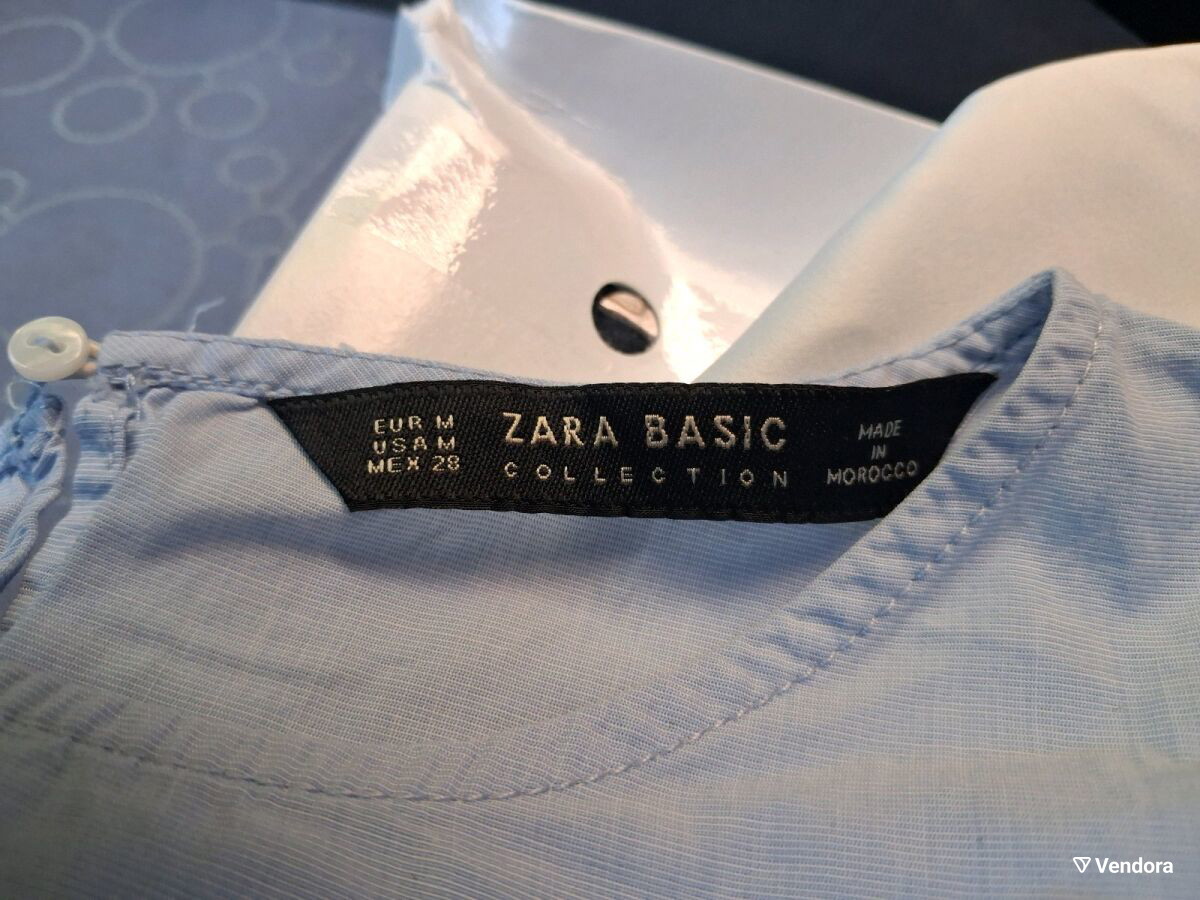 EUR M
USA M
MEX 28
ZARA BASIC
COLLECTION
MADE
IN
MOROCCO
Vendora